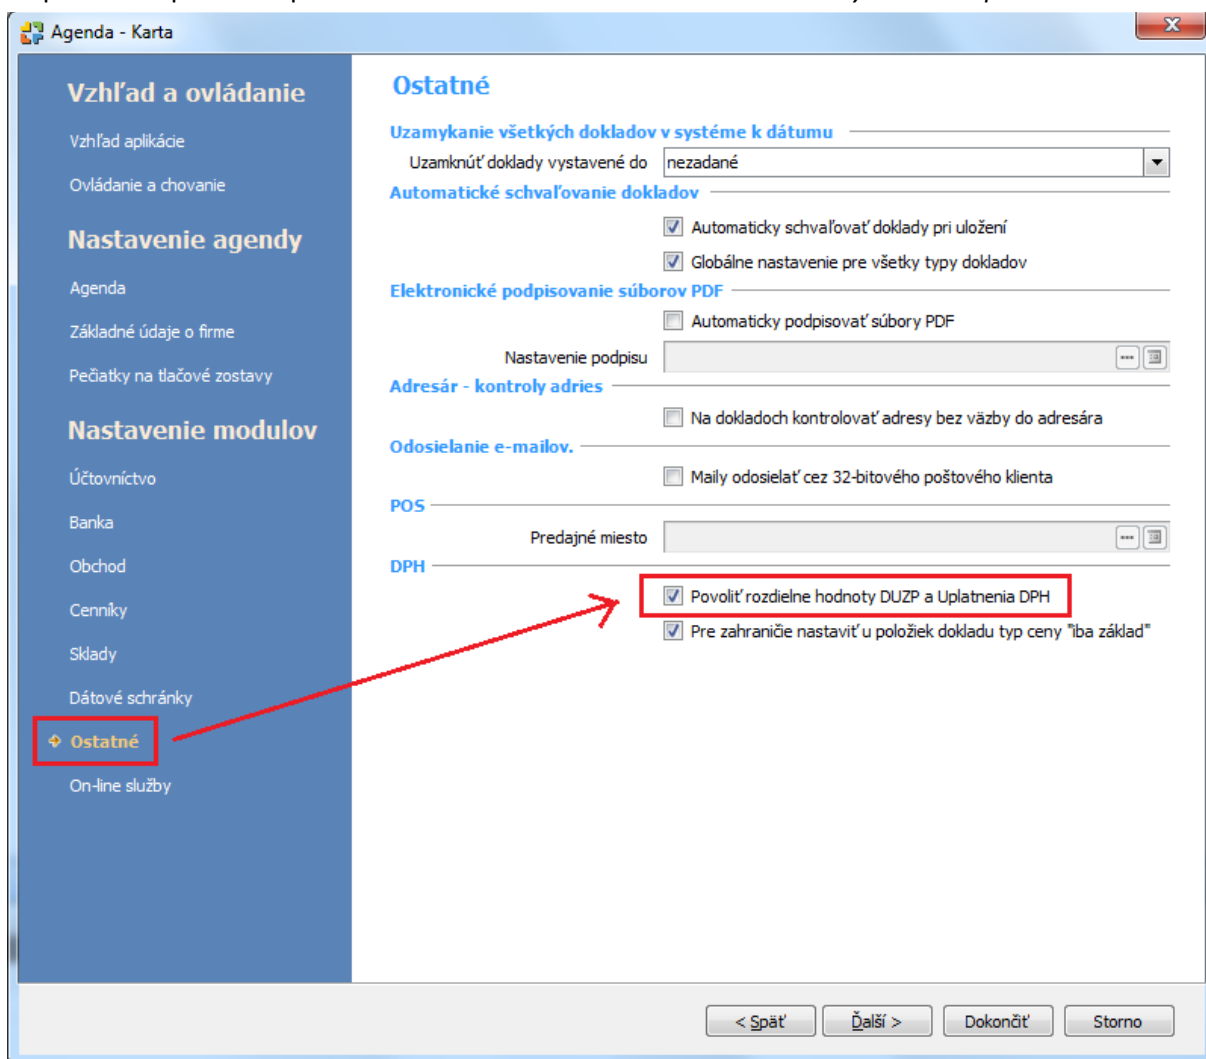 Agenda - Karta
Vzhľad a ovládanie
Vzhľad aplikácie
Ovládanie a chovanie
Nastavenie agendy
Agenda
Základné údaje o firme
Pečiatky na tlačové zostavy
Nastavenie modulov
Účtovníctvo
Banka
Obchod
Cenníky
Sklady
Dátové schránky
Ostatné
On-line služby
Ostatné
Uzamykanie všetkých dokladov v systéme k dátumu
Uzamknúť doklady vystavené do nezadané
Automatické schvaľovanie dokladov
Automaticky schvaľovať doklady pri uložení
Globálne nastavenie pre všetky typy dokladov
Elektronické podpisovanie súborov PDF
Automaticky podpisovať súbory PDF
Nastavenie podpisu
Adresár - kontroly adries
Na dokladoch kontrolovať adresy bez väzby do adresára
Odosielanie e-mailov.
Maily odosielať cez 32-bitového poštového klienta
POS
Predajné miesto
DPH
Povoliť rozdielne hodnoty DUZP a Uplatnenia DPH
Pre zahraničie nastaviť u položiek dokladu typ ceny "iba základ"
< Späť
Ďalší >
Dokončiť
Storno